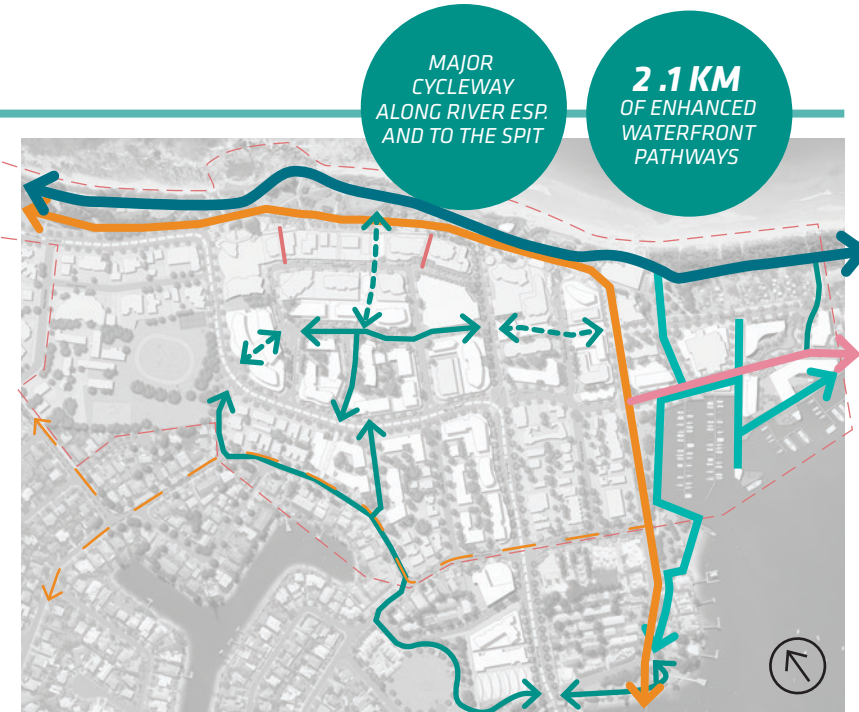 MAJOR
CYCLEWAY
ALONG RIVER ESP.
AND TO THE SPIT
2 .1 KM
OF ENHANCED
WATERFRONT
PATHWAYS